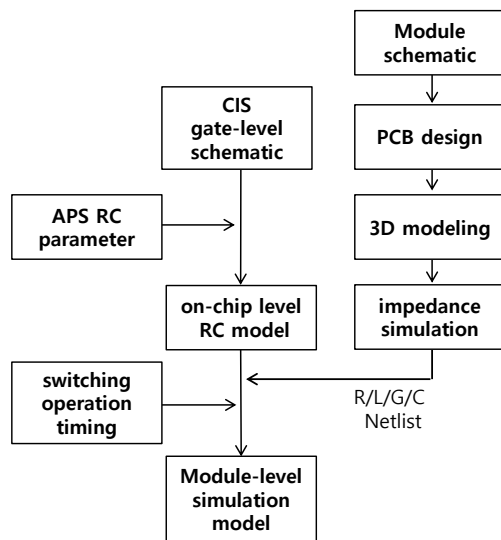 Module
schematic
CIS
gate-level
schematic
PCB design
APS RC
parameter
3D modeling
on-chip level
RC model
impedance
simulation
switching
operation
timing
R/L/G/C
Netlist
Module-level
simulation
model